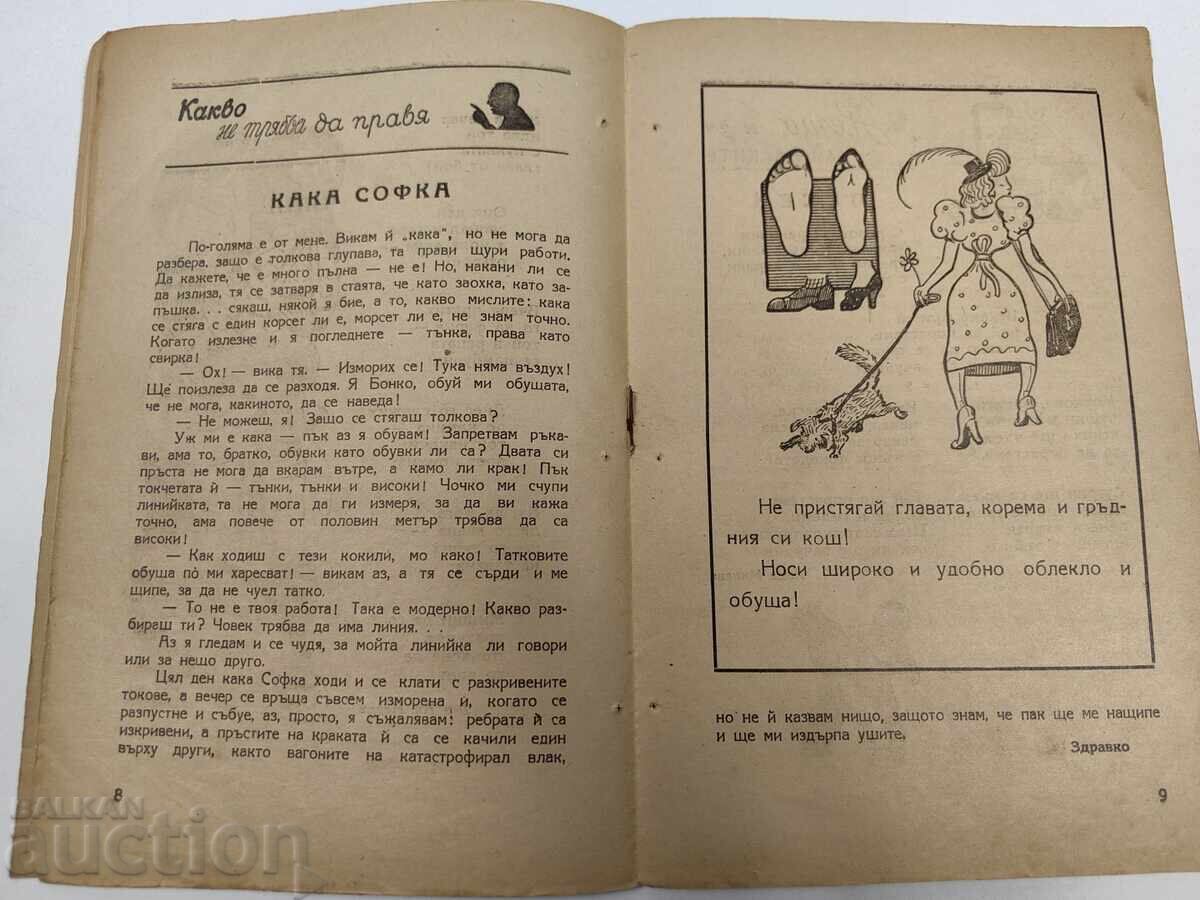 Какво
не трябва да правя
КАКА СОФКА
По-голяма е от мене. Викам ѝ „кака", но не мога да
разбера, защо е толкова глупава, та прави щури работи.
Да кажете, че е много пълна — не е! Но, накани ли се
да излиза, тя се затваря в стаята, че като заохка, като за-
пъшка. . . сякаш, някой я бие, а то, какво мислите: кака
се стяга с един корсет ли е, морсет ли е, не знам точно.
Когато излезне и я погледнете — тънка, права като
свирка!
— Ох! — вика тя. — Изморих се! Тука няма въздух!
Ще поизлеза да се разходя. Я Бонко, обуй ми обущата,
че не мога, какиното, да се наведа!
— Не можеш, я! Защо се стягаш толкова?
Уж ми е кака — пък аз я обувам! Запретвам ръка-
ви, ама то, братко, обувки като обувки ли са? Двата си
пръста не мога да вкарам вътре, а камо ли крак! Пък
токчетата ѝ — тънки, тънки и високи! Чочко ми счупи
линийката, та не мога да ги измеря, за да ви кажа
точно, ама повече от половин метър трябва да са
високи!
— Как ходиш с тези кокили, мо како! Татковите
обуша по̀ ми харесват! — викам аз, а тя се сърди и ме
щипе, за да не чуел татко.
— То не е твоя работа! Така е модерно! Какво раз-
бираш ти? Човек трябва да има линия. . .
Аз я гледам и се чудя, за мойта линийка ли говори
или за нещо друго.
Цял ден кака Софка ходи и се клати с разкривените
токове, а вечер се връща съвсем изморена ѝ, когато се
разпустне и събуе, аз, просто, я съжалявам: ребрата ѝ са
изкривени, а пръстите на краката ѝ са се качили един
върху други, както вагоните на катастрофирал влак,
8
Не пристягай главата, корема и гръд-
ния си кош!
Носи широко и удобно облекло и
обуша!
но не ѝ казвам нищо, защото знам, че пак ще ме нащипе
и ще ми издърпа ушите.
Здравко
9
BALKAN
auction